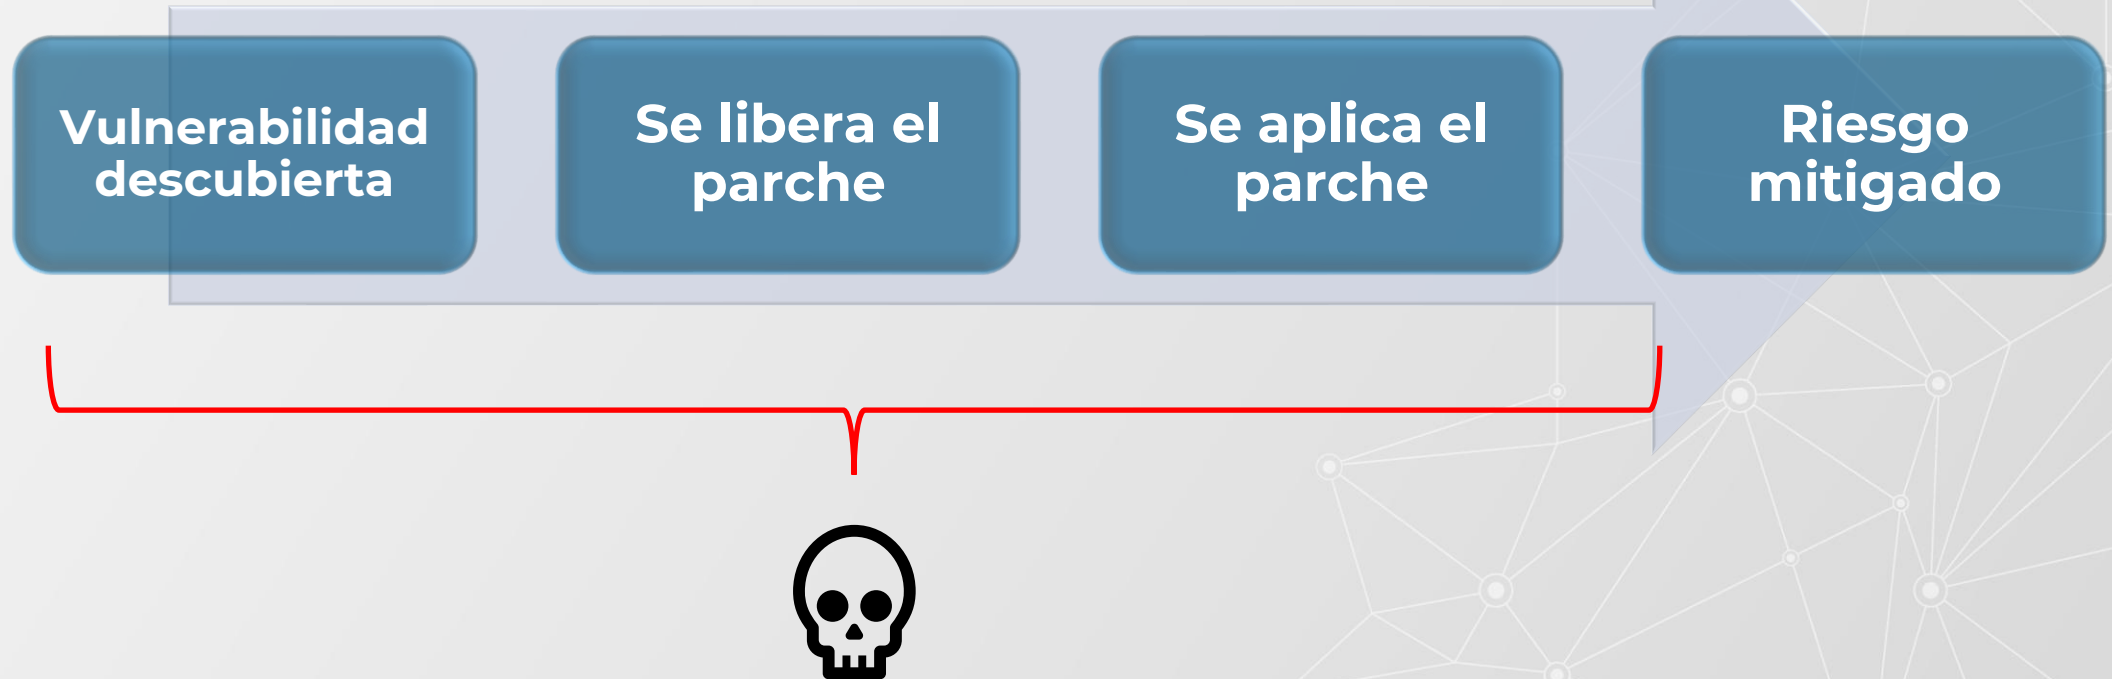 Vulnerabilidad
descubierta
Se libera el
parche
Se aplica el
parche
Riesgo
mitigado